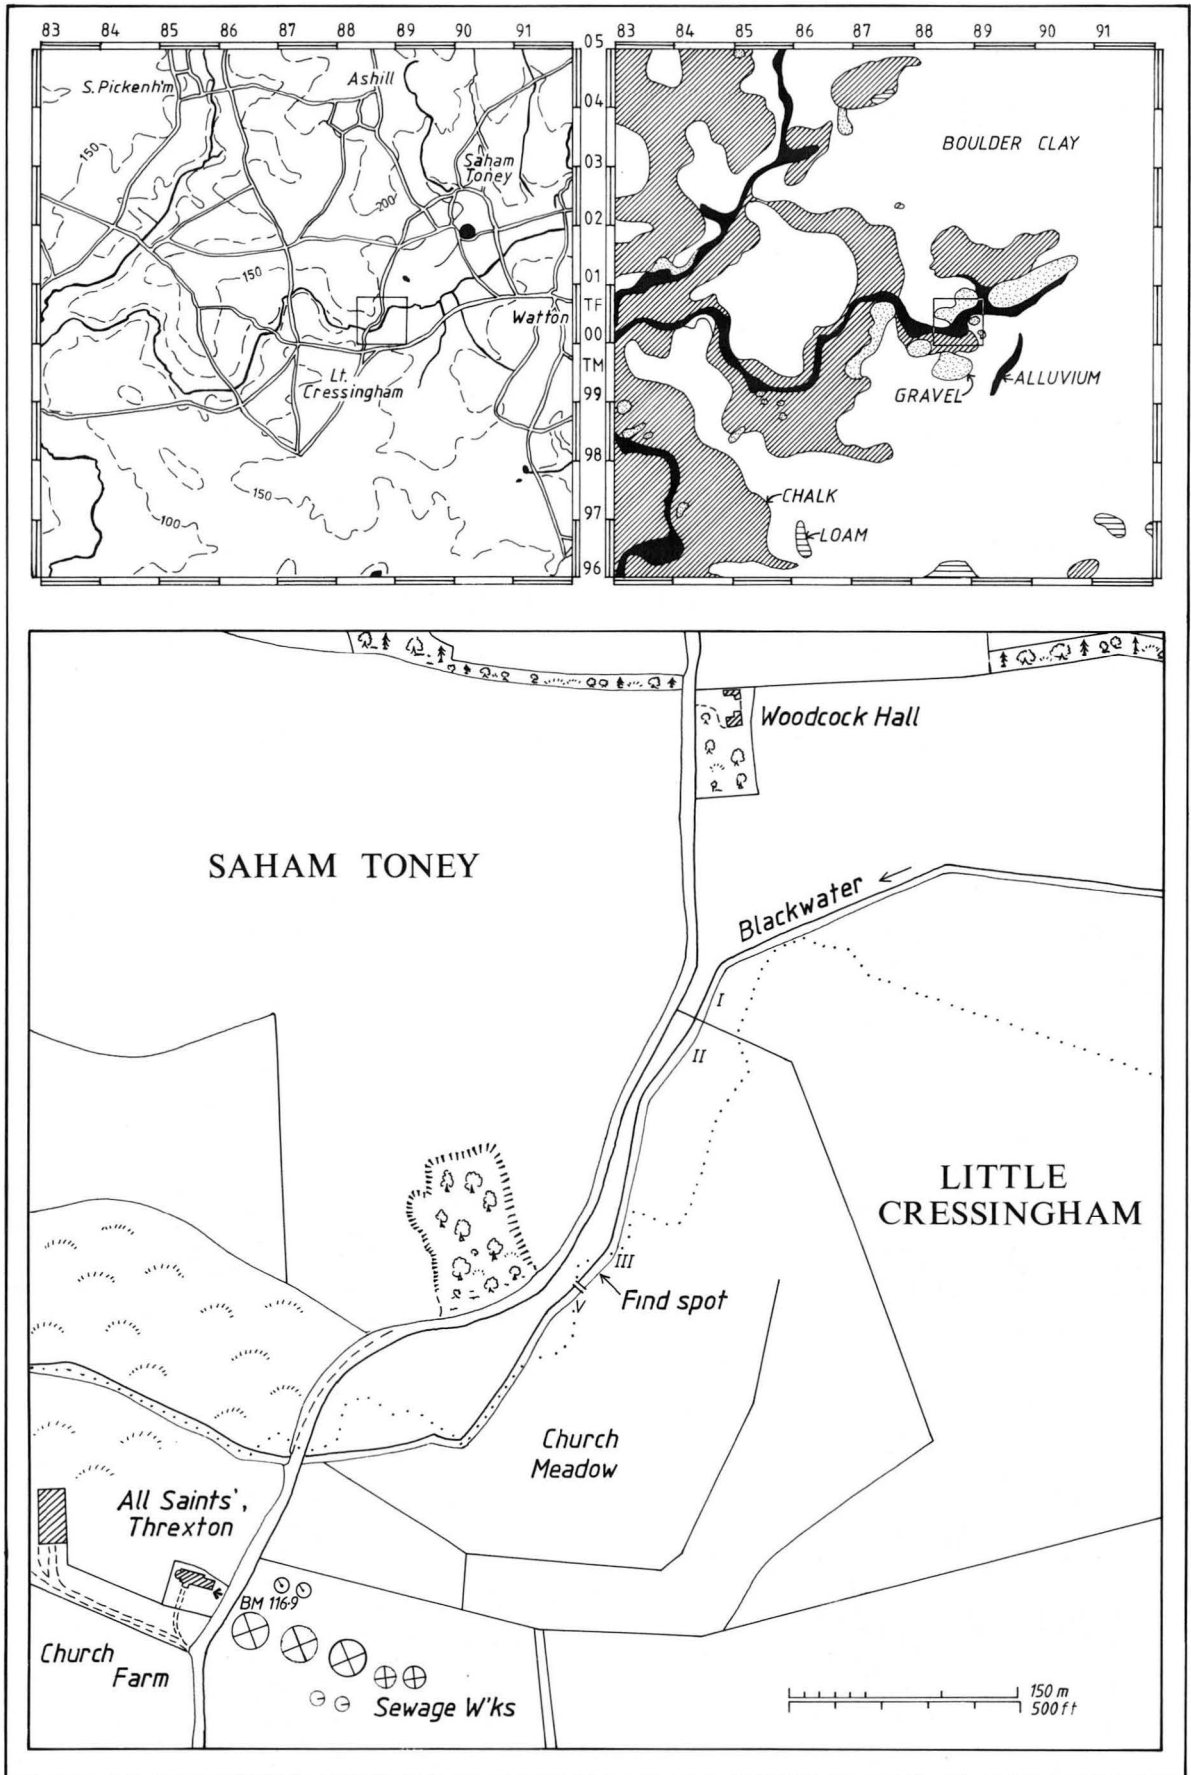 83 84 85 86 87 88 89 90 91
S. Pickenh'm
Ashill
150
Saham
Toney
200
150
Watton
Lt.
Cressingham
150
100
05
04
03
02
01
TF
00
TM
99
98
97
96
83 84 85 86 87 88 89 90 91
BOULDER CLAY
ALLUVIUM
GRAVEL
CHALK
LOAM
Woodcock Hall
SAHAM TONEY
Blackwater
I
II
LITTLE
CRESSINGHAM
III
V
Find spot
Church
Meadow
All Saints',
Threxton
BM 116·9
Church
Farm
Sewage W'ks
150 m
500 ft